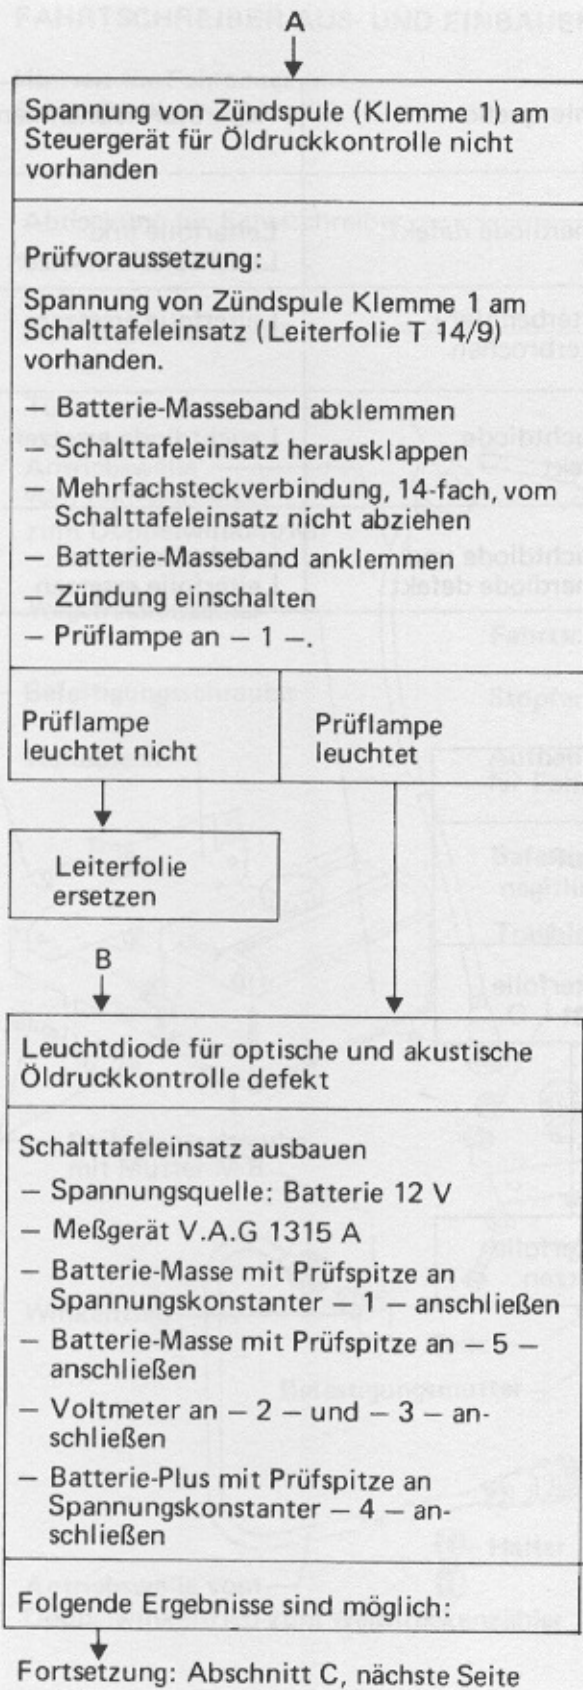 A
Spannung von Zündspule (Klemme 1) am
Steuergerät für Öldruckkontrolle nicht
vorhanden
Prüfvoraussetzung:
Spannung von Zündspule Klemme 1 am
Schalttafeleinsatz (Leiterfolie T 14/9)
vorhanden.
— Batterie-Masseband abklemmen
— Schalttafeleinsatz herausklappen
— Mehrfachsteckverbindung, 14-fach, vom
Schalttafeleinsatz nicht abziehen
— Batterie-Masseband anklemmen
— Zündung einschalten
— Prüflampe an — 1 —.
Prüflampe
leuchtet nicht
Prüflampe
leuchtet
Leiterfolie
ersetzen
B
Leuchtdiode für optische und akustische
Öldruckkontrolle defekt
Schalttafeleinsatz ausbauen
— Spannungsquelle: Batterie 12 V
— Meßgerät V.A.G 1315 A
— Batterie-Masse mit Prüfspitze an
Spannungskonstanter — 1 — anschließen
— Batterie-Masse mit Prüfspitze an — 5 —
anschließen
— Voltmeter an — 2 — und — 3 — an-
schließen
— Batterie-Plus mit Prüfspitze an
Spannungskonstanter — 4 — an-
schließen
Folgende Ergebnisse sind möglich:
Fortsetzung: Abschnitt C, nächste Seite